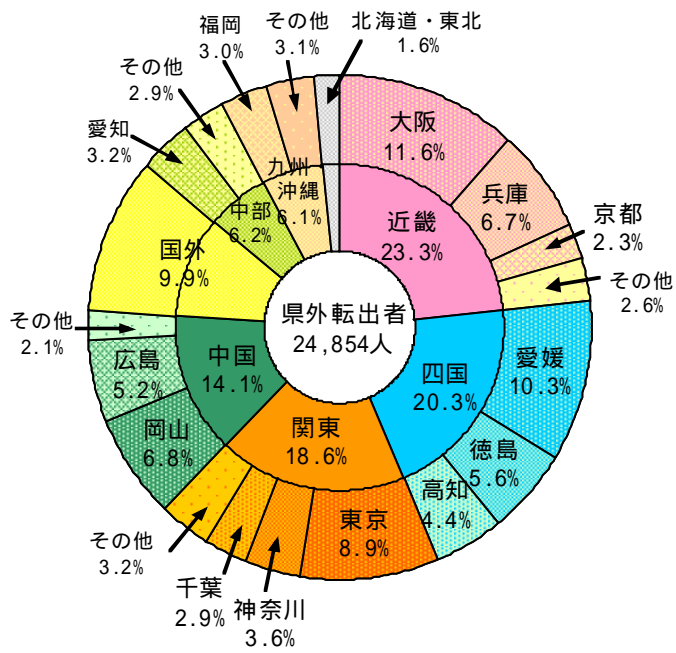 県外転出者
24,854人
近畿
23.3%
大阪
11.6%
兵庫
6.7%
京都
2.3%
その他
2.6%
四国
20.3%
愛媛
10.3%
徳島
5.6%
高知
4.4%
関東
18.6%
東京
8.9%
神奈川
3.6%
千葉
2.9%
その他
3.2%
中国
14.1%
岡山
6.8%
広島
5.2%
その他
2.1%
国外
9.9%
中部
6.2%
愛知
3.2%
その他
2.9%
九州
沖縄
6.1%
福岡
3.0%
その他
3.1%
北海道・東北
1.6%